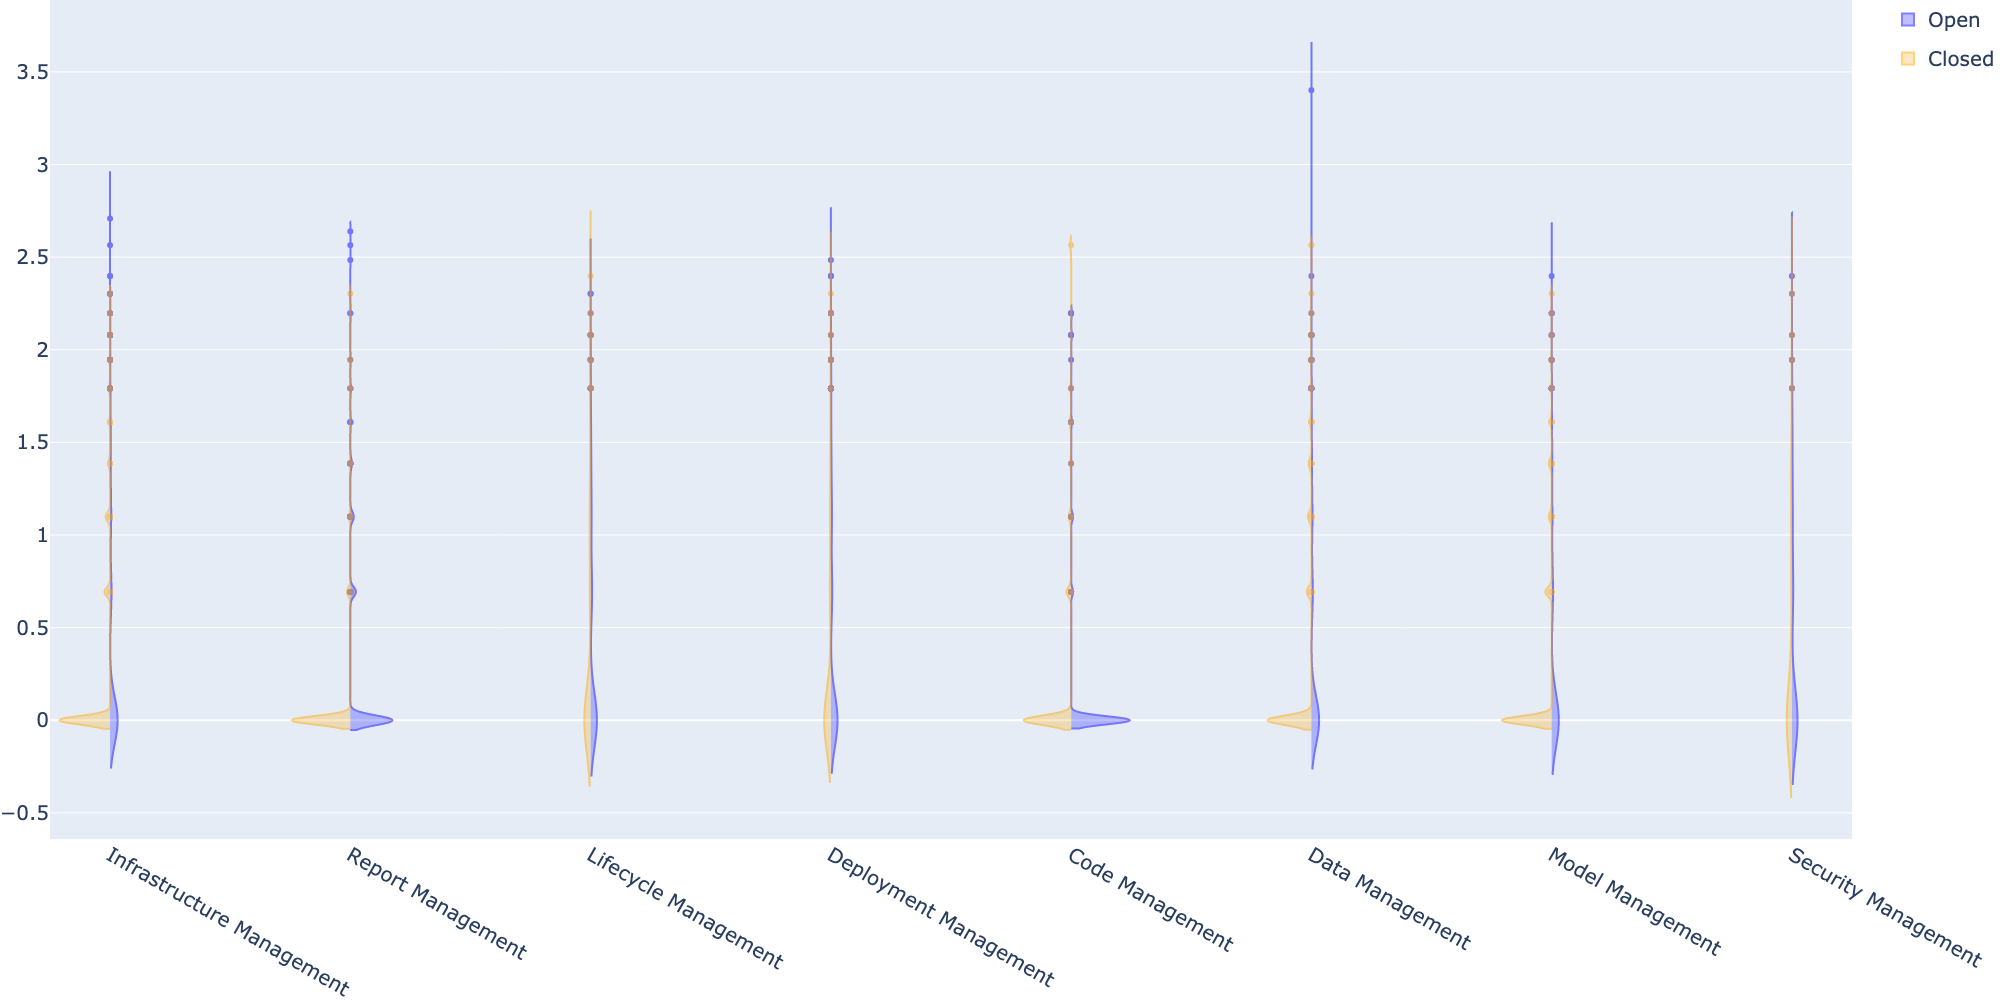 Open
Closed
3.5
3
2.5
2
1.5
1
0.5
0
−0.5
Infrastructure Management
Report Management
Lifecycle Management
Deployment Management
Code Management
Data Management
Model Management
Security Management